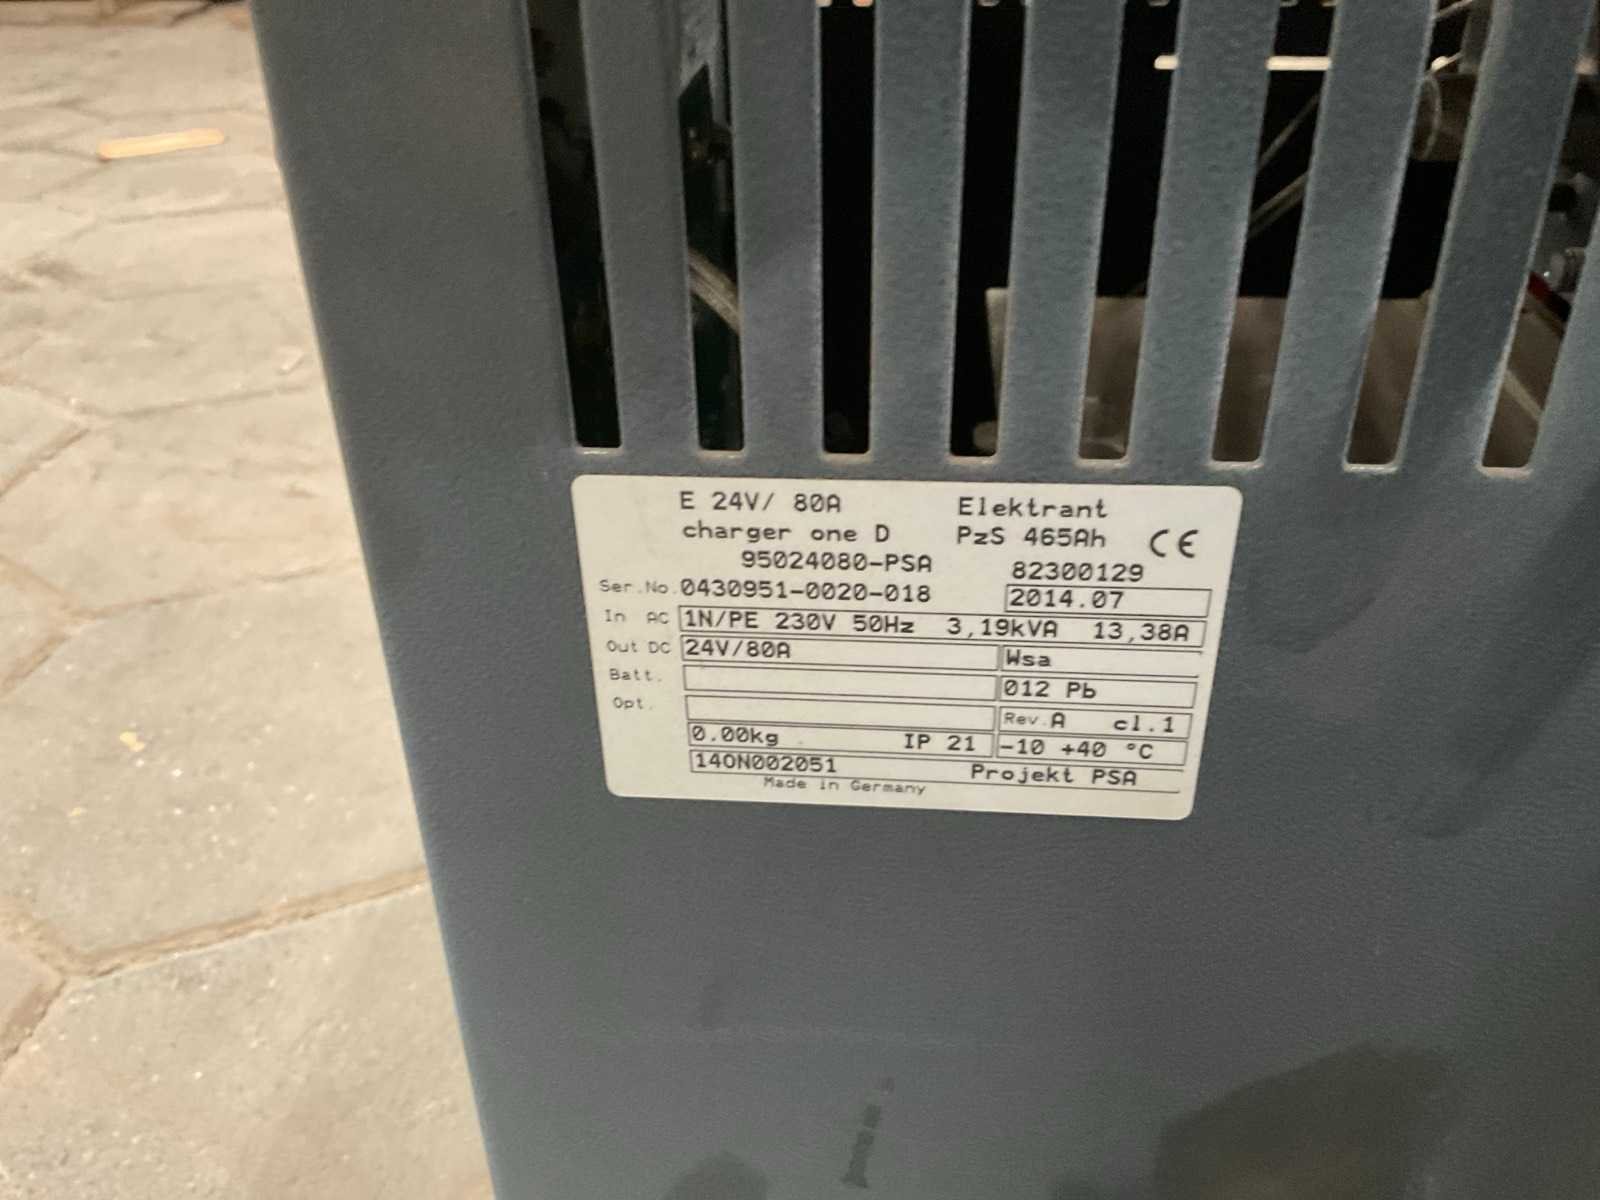 E 24V/ 80A Elektrant
charger one D PzS 465Ah CE
95024080-PSA 82300129
Ser.No. 0430951-0020-018 2014.07
In AC 1N/PE 230V 50Hz 3,19kVA 13,38A
Out DC 24V/80A Wsa
Batt. 012 Pb
Opt. Rev.A cl.1
0.00kg IP 21 -10 +40 °C
140N002051 Projekt PSA
Made in Germany